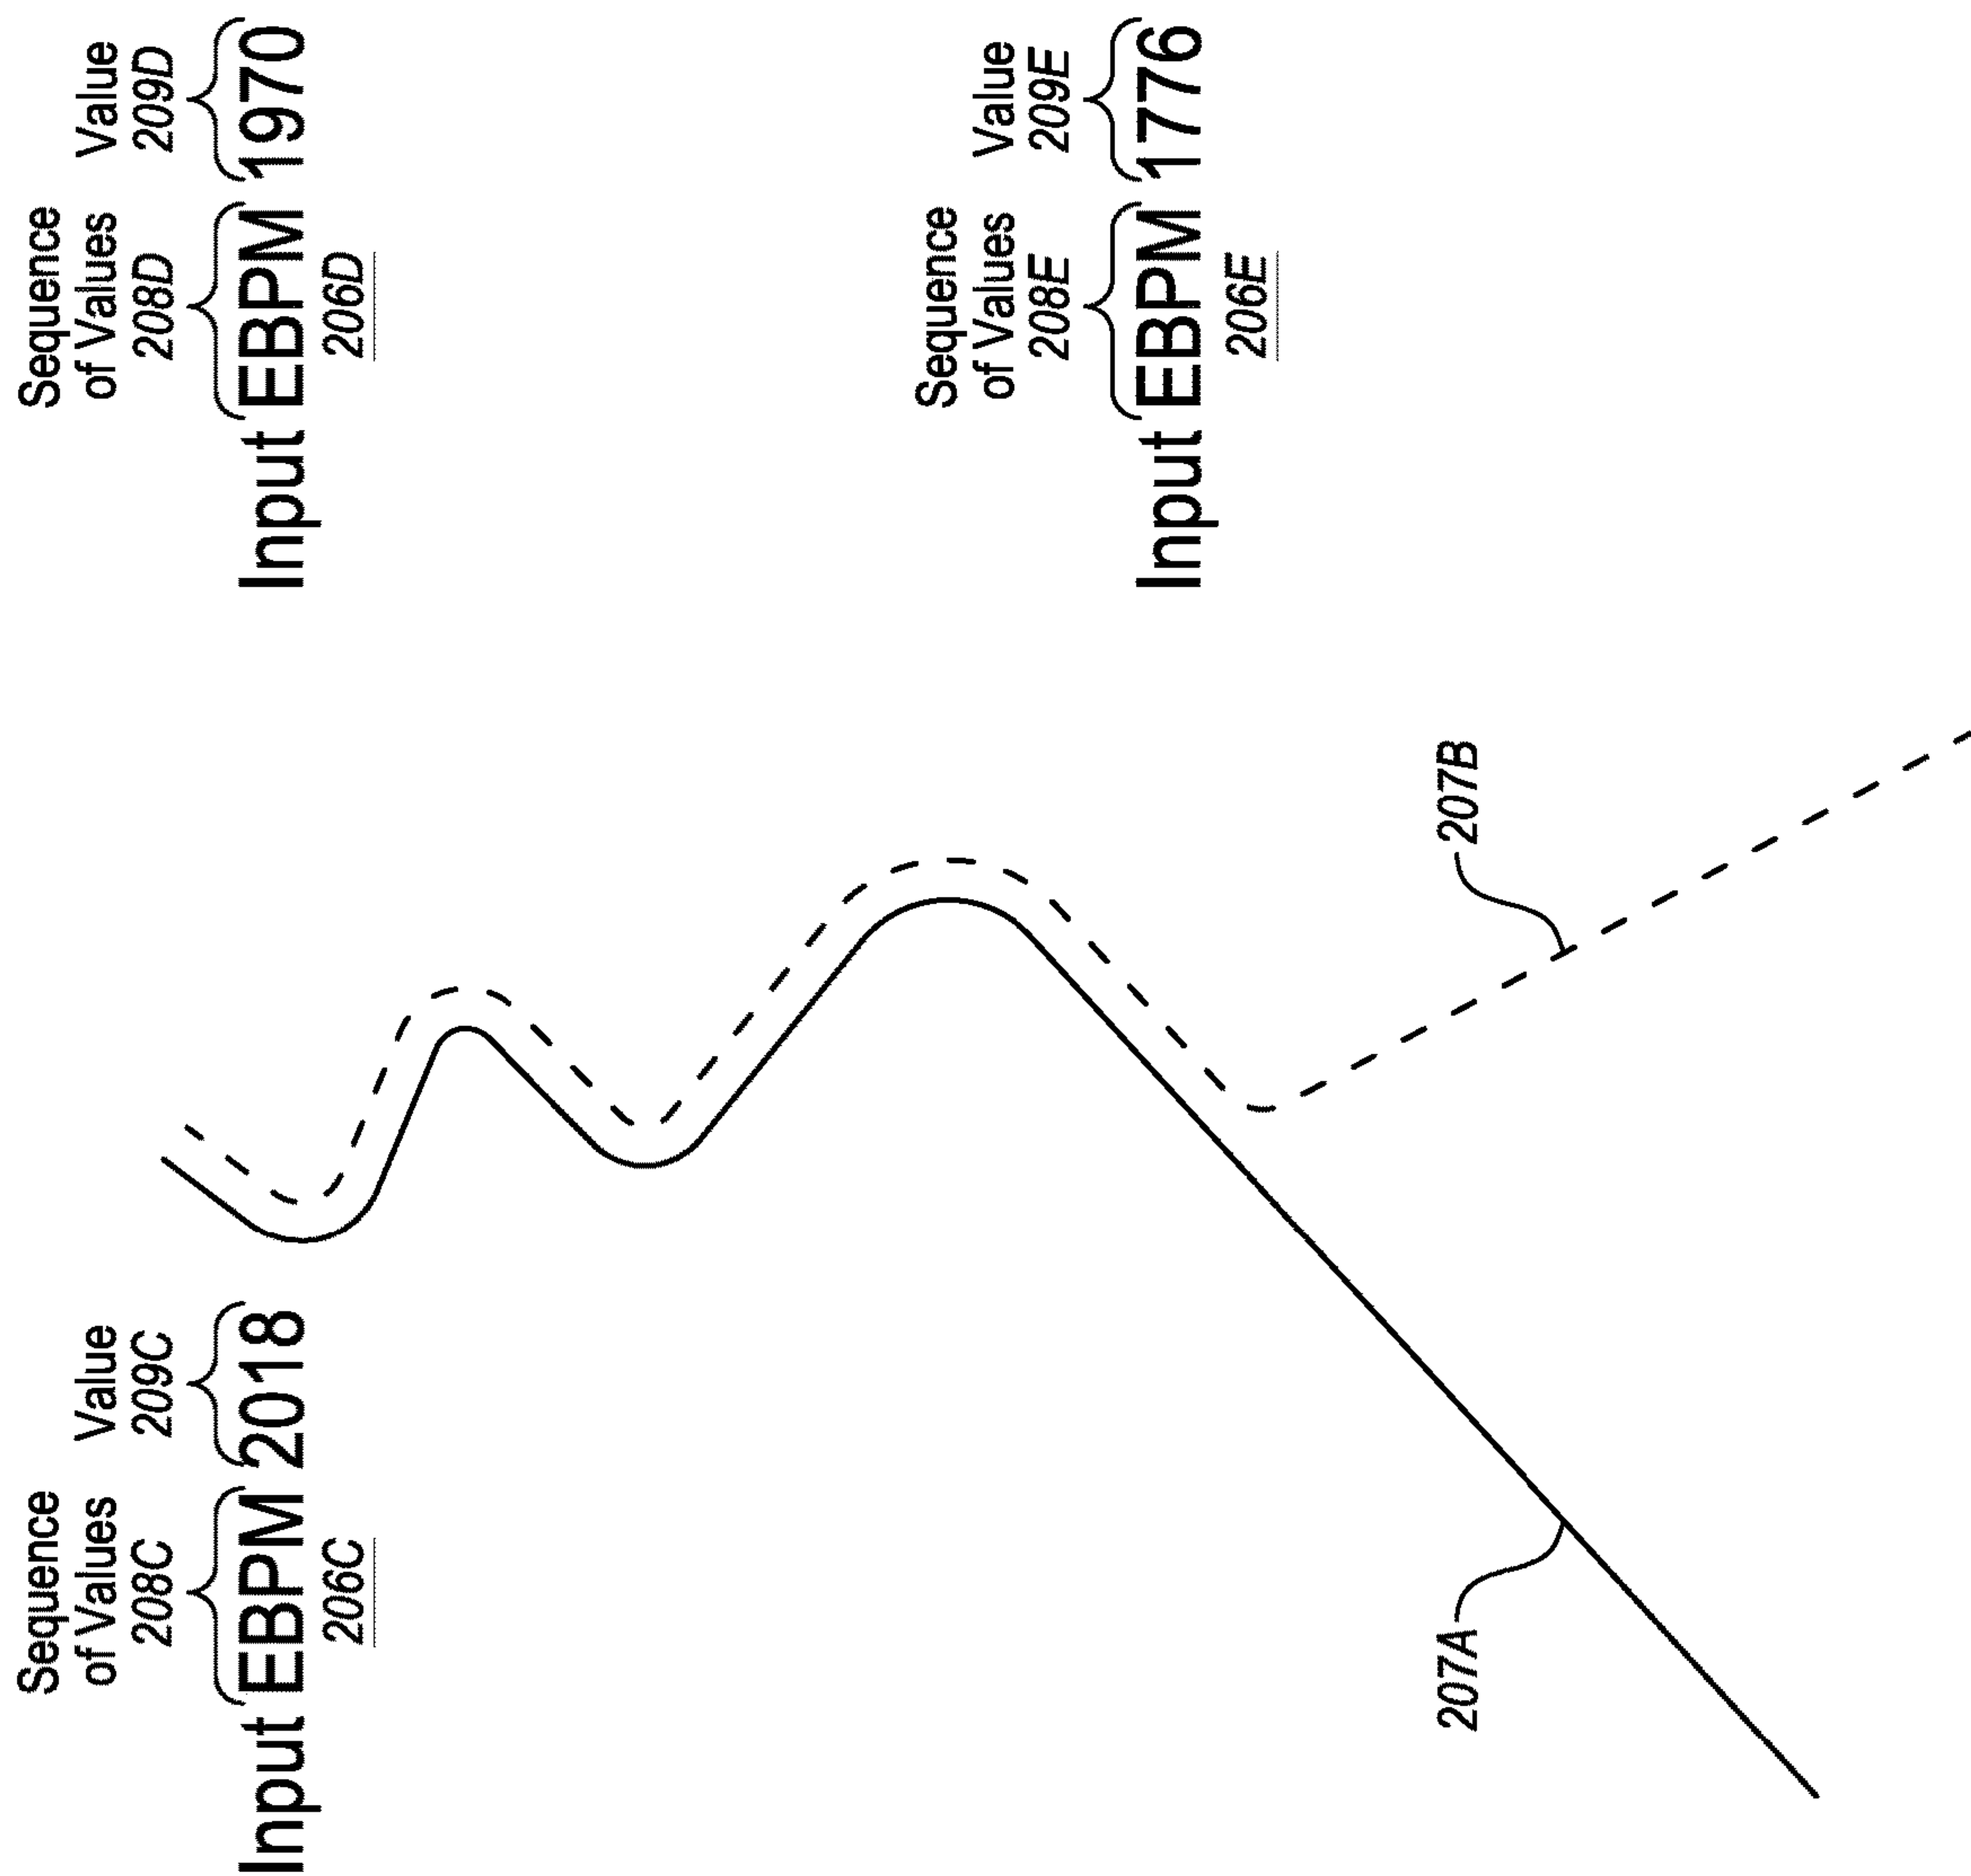 Sequence
of Values
208C
Value
209C
Input EBPM 2018
206C
Sequence
of Values
208D
Value
209D
Input EBPM 1970
206D
Sequence
of Values
208E
Value
209E
Input EBPM 1776
206E
207A
207B